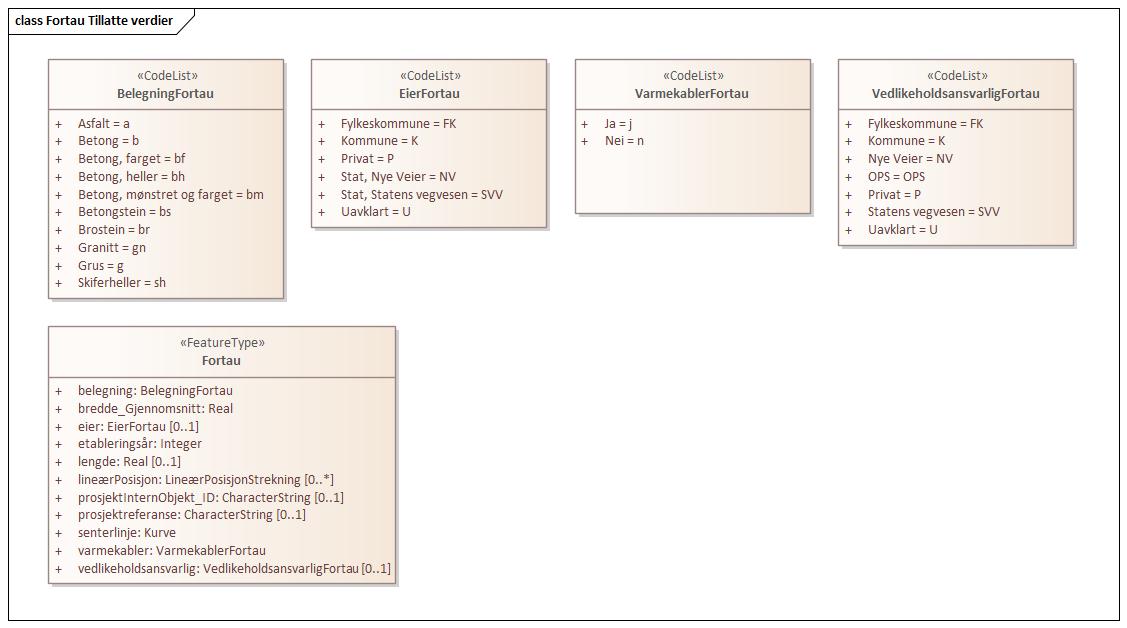 class Fortau Tillatte verdier
«CodeList»
BelegningFortau
+ Asfalt = a
+ Betong = b
+ Betong, farget = bf
+ Betong, heller = bh
+ Betong, mønstret og farget = bm
+ Betongstein = bs
+ Brostein = br
+ Granitt = gn
+ Grus = g
+ Skiferheller = sh
«CodeList»
EierFortau
+ Fylkeskommune = FK
+ Kommune = K
+ Privat = P
+ Stat, Nye Veier = NV
+ Stat, Statens vegvesen = SVV
+ Uavklart = U
«CodeList»
VarmekablerFortau
+ Ja = j
+ Nei = n
«CodeList»
VedlikeholdsansvarligFortau
+ Fylkeskommune = FK
+ Kommune = K
+ Nye Veier = NV
+ OPS = OPS
+ Privat = P
+ Statens vegvesen = SVV
+ Uavklart = U
«FeatureType»
Fortau
+ belegning: BelegningFortau
+ bredde_Gjennomsnitt: Real
+ eier: EierFortau [0..1]
+ etableringsår: Integer
+ lengde: Real [0..1]
+ lineærPosisjon: LineærPosisjonStrekning [0..*]
+ prosjektInternObjekt_ID: CharacterString [0..1]
+ prosjektreferanse: CharacterString [0..1]
+ senterlinje: Kurve
+ varmekabler: VarmekablerFortau
+ vedlikeholdsansvarlig: VedlikeholdsansvarligFortau [0..1]